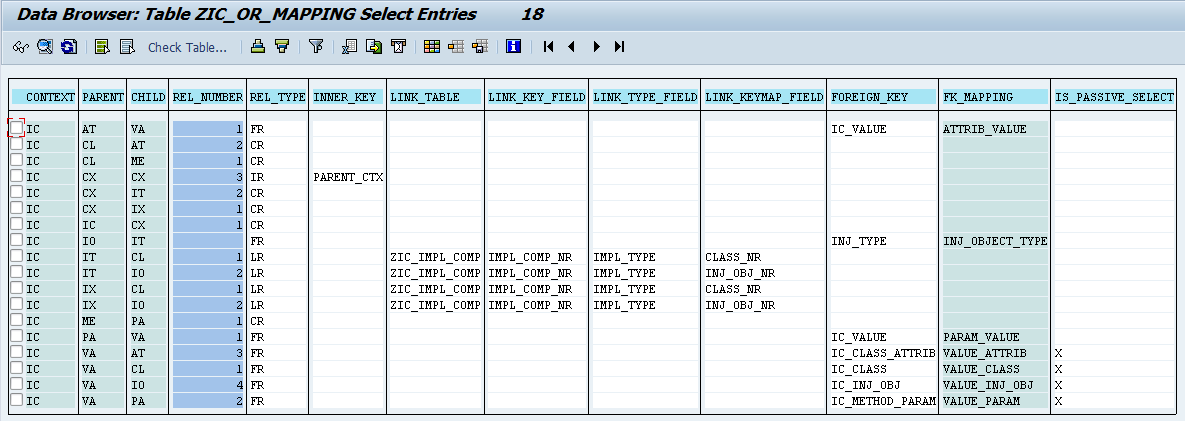 Data Browser: Table ZIC_OR_MAPPING Select Entries 18
Check Table...
CONTEXT PARENT CHILD REL_NUMBER REL_TYPE INNER_KEY LINK_TABLE LINK_KEY_FIELD LINK_TYPE_FIELD LINK_KEYMAP_FIELD FOREIGN_KEY FK_MAPPING IS_PASSIVE_SELECT
IC AT VA 1 FR IC_VALUE ATTRIB_VALUE
IC CL AT 2 CR
IC CL ME 1 CR
IC CX CX 3 IR PARENT_CTX
IC CX IT 2 CR
IC CX IX 1 CR
IC IC CX 1 CR
IC IO IT FR INJ_TYPE INJ_OBJECT_TYPE
IC IT CL 1 LR ZIC_IMPL_COMP IMPL_COMP_NR IMPL_TYPE CLASS_NR
IC IT IO 2 LR ZIC_IMPL_COMP IMPL_COMP_NR IMPL_TYPE INJ_OBJ_NR
IC IX CL 1 LR ZIC_IMPL_COMP IMPL_COMP_NR IMPL_TYPE CLASS_NR
IC IX IO 2 LR ZIC_IMPL_COMP IMPL_COMP_NR IMPL_TYPE INJ_OBJ_NR
IC ME PA 1 CR
IC PA VA 1 FR IC_VALUE PARAM_VALUE
IC VA AT 3 FR IC_CLASS_ATTRIB VALUE_ATTRIB X
IC VA CL 1 FR IC_CLASS VALUE_CLASS X
IC VA IO 4 FR IC_INJ_OBJ VALUE_INJ_OBJ X
IC VA PA 2 FR IC_METHOD_PARAM VALUE_PARAM X